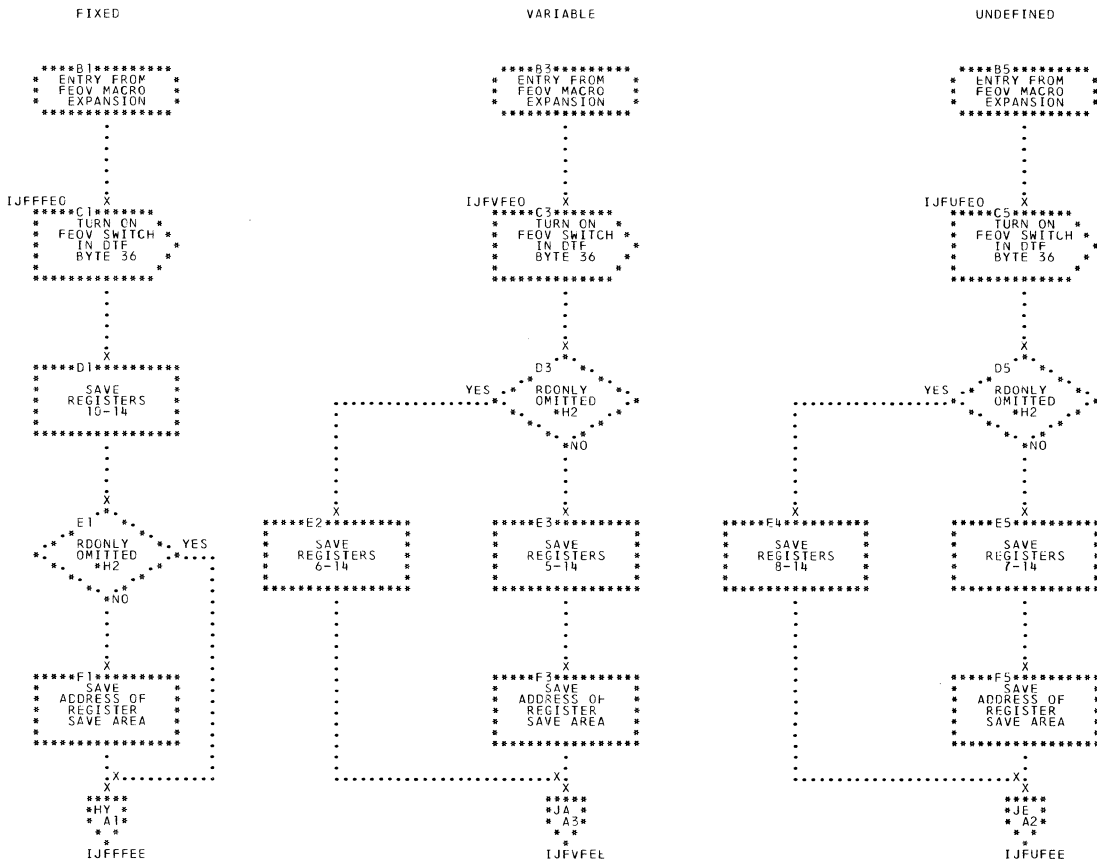 FIXED
VARIABLE
UNDEFINED
B1
ENTRY FROM
FEOV MACRO
EXPANSION
B3
ENTRY FROM
FEOV MACRO
EXPANSION
B5
ENTRY FROM
FEOV MACRO
EXPANSION
IJFFFEO
C1
TURN ON
FEOV SWITCH
IN DTF
BYTE 36
IJFVFEO
C3
TURN ON
FEOV SWITCH
IN DTF
BYTE 36
IJFUFEO
C5
TURN ON
FEOV SWITCH
IN DTF
BYTE 36
D1
SAVE
REGISTERS
10-14
D3
RDONLY
OMITTED
*H2
YES
NO
D5
RDONLY
OMITTED
*H2
YES
NO
E1
RDONLY
OMITTED
*H2
YES
NO
E2
SAVE
REGISTERS
6-14
E3
SAVE
REGISTERS
5-14
E4
SAVE
REGISTERS
8-14
E5
SAVE
REGISTERS
7-14
F1
SAVE
ADDRESS OF
REGISTER
SAVE AREA
F3
SAVE
ADDRESS OF
REGISTER
SAVE AREA
F5
SAVE
ADDRESS OF
REGISTER
SAVE AREA
HY
A1
IJFFFEE
JA
A3
IJFVFEE
JE
A2
IJFUFEE